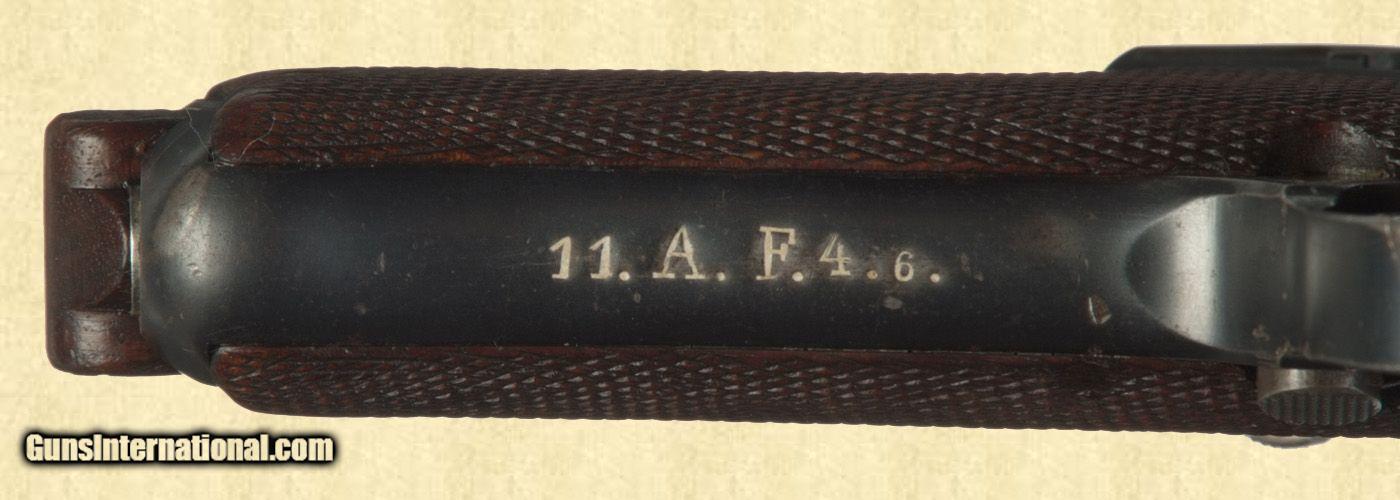 11. A. F. 4. 6.
GunsInternational.com